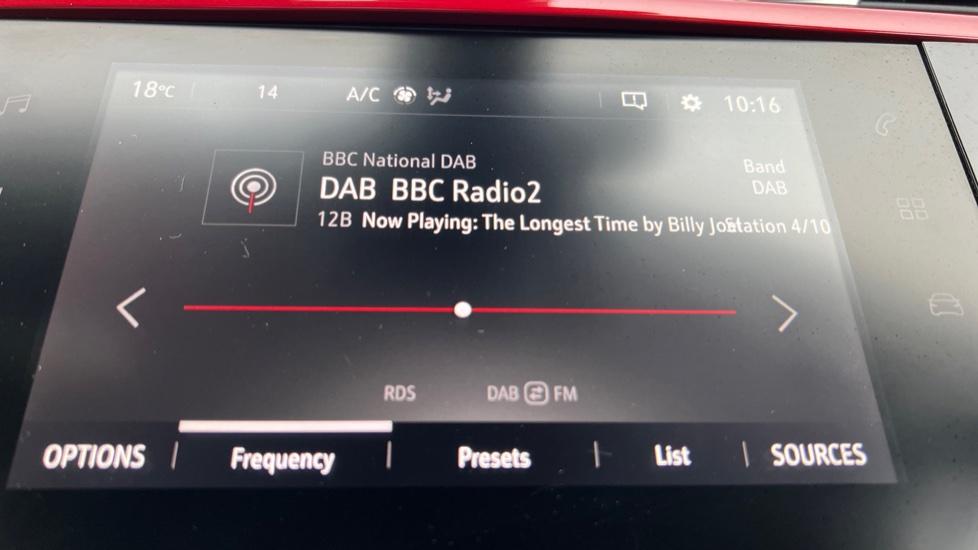 18°C 14 A/C 10:16
BBC National DAB
Band
DAB BBC Radio2
DAB
12B Now Playing: The Longest Time by Billy Station 4/10
RDS DAB FM
OPTIONS | Frequency | Presets | List | SOURCES